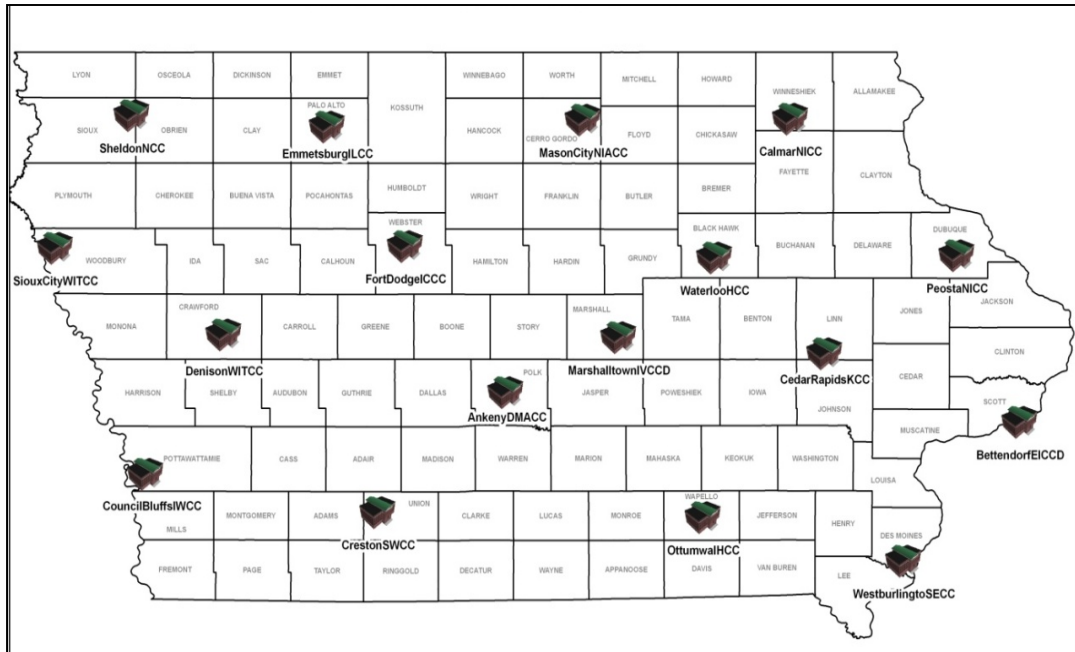 LYON
OSCEOLA
DICKINSON
EMMET
KOSSUTH
WINNEBAGO
WORTH
MITCHELL
HOWARD
WINNESHIEK
ALLAMAKEE
SIOUX
OBRIEN
CLAY
PALO ALTO
HANCOCK
CERRO GORDO
FLOYD
CHICKASAW
SheldonNCC
EmmetsburgILCC
MasonCityNIACC
CalmarNICC
FAYETTE
CLAYTON
PLYMOUTH
CHEROKEE
BUENA VISTA
POCAHONTAS
HUMBOLDT
WRIGHT
FRANKLIN
BUTLER
BREMER
WEBSTER
BLACK HAWK
DUBUQUE
SiouxCityWITCC
WOODBURY
IDA
SAC
CALHOUN
FortDodgeICCC
HAMILTON
HARDIN
GRUNDY
WaterlooHCC
BUCHANAN
DELAWARE
PeostaNICC
JACKSON
MONONA
CRAWFORD
CARROLL
GREENE
BOONE
STORY
MARSHALL
TAMA
BENTON
LINN
JONES
CLINTON
DenisonWITCC
MarshalltownIVCCD
CedarRapidsKCC
CEDAR
HARRISON
SHELBY
AUDUBON
GUTHRIE
DALLAS
POLK
AnkenyDMACC
JASPER
POWESHIEK
IOWA
JOHNSON
SCOTT
MUSCATINE
BettendorfEICCD
POTTAWATTAMIE
CASS
ADAIR
MADISON
WARREN
MARION
MAHASKA
KEOKUK
WASHINGTON
LOUISA
CouncilBluffsIWCC
MILLS
MONTGOMERY
ADAMS
UNION
CrestonSWCC
CLARKE
LUCAS
MONROE
WAPELLO
OttumwaIHCC
JEFFERSON
HENRY
DES MOINES
FREMONT
PAGE
TAYLOR
RINGGOLD
DECATUR
WAYNE
APPANOOSE
DAVIS
VAN BUREN
LEE
WestburlingtoSECC